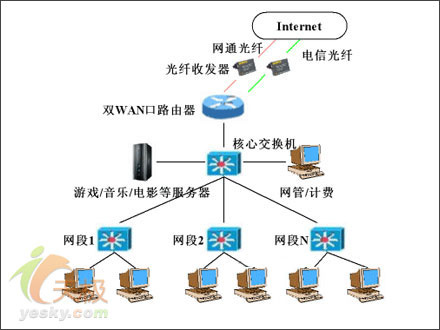 Internet
网通光纤
电信光纤
光纤收发器
双WAN口路由器
核心交换机
游戏/音乐/电影等服务器
网管/计费
网段1
网段2
网段N
天极
yesky.com